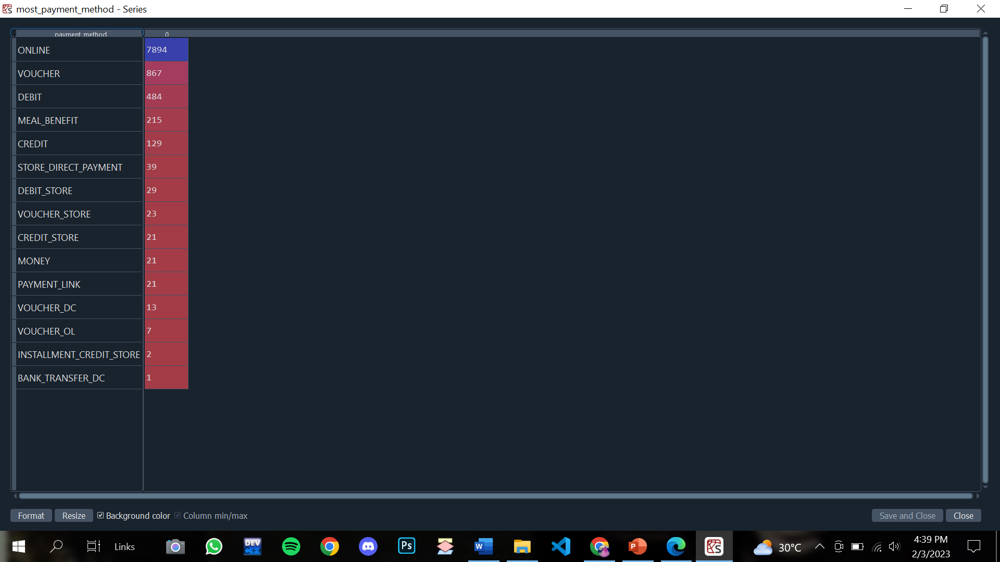 most_payment_method - Series
payment_method 0
ONLINE 7894
VOUCHER 867
DEBIT 484
MEAL_BENEFIT 215
CREDIT 129
STORE_DIRECT_PAYMENT 39
DEBIT_STORE 29
VOUCHER_STORE 23
CREDIT_STORE 21
MONEY 21
PAYMENT_LINK 21
VOUCHER_DC 13
VOUCHER_OL 7
INSTALLMENT_CREDIT_STORE 2
BANK_TRANSFER_DC 1
Format Resize Background color Column min/max Save and Close Close
Links DEV C++ Ps W P 30°C 4:39 PM
2/3/2023